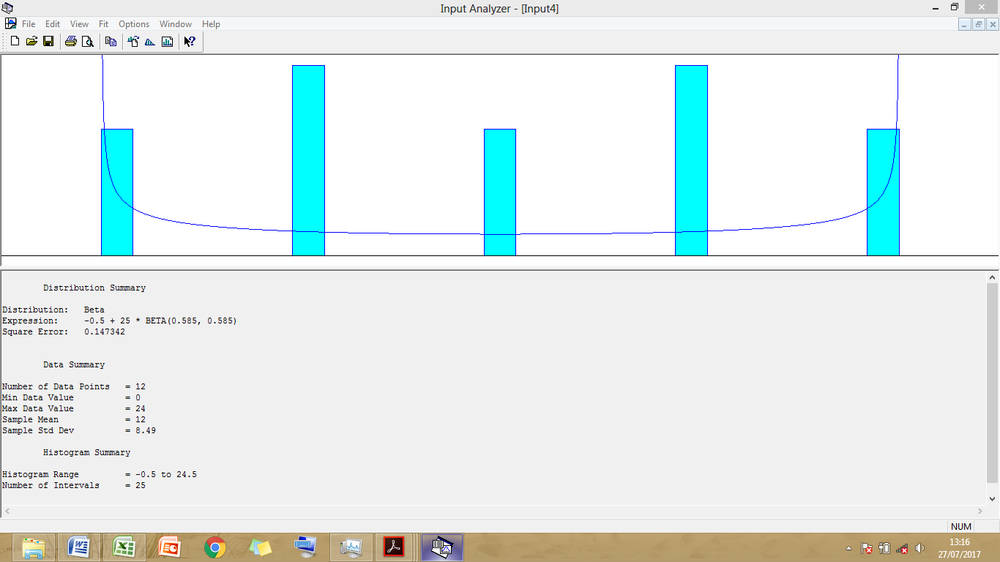 Input Analyzer - [Input4]
File Edit View Fit Options Window Help
Distribution Summary
Distribution: Beta
Expression: -0.5 + 25 * BETA(0.585, 0.585)
Square Error: 0.147342
Data Summary
Number of Data Points = 12
Min Data Value = 0
Max Data Value = 24
Sample Mean = 12
Sample Std Dev = 8.49
Histogram Summary
Histogram Range = -0.5 to 24.5
Number of Intervals = 25
NUM
13:16
27/07/2017